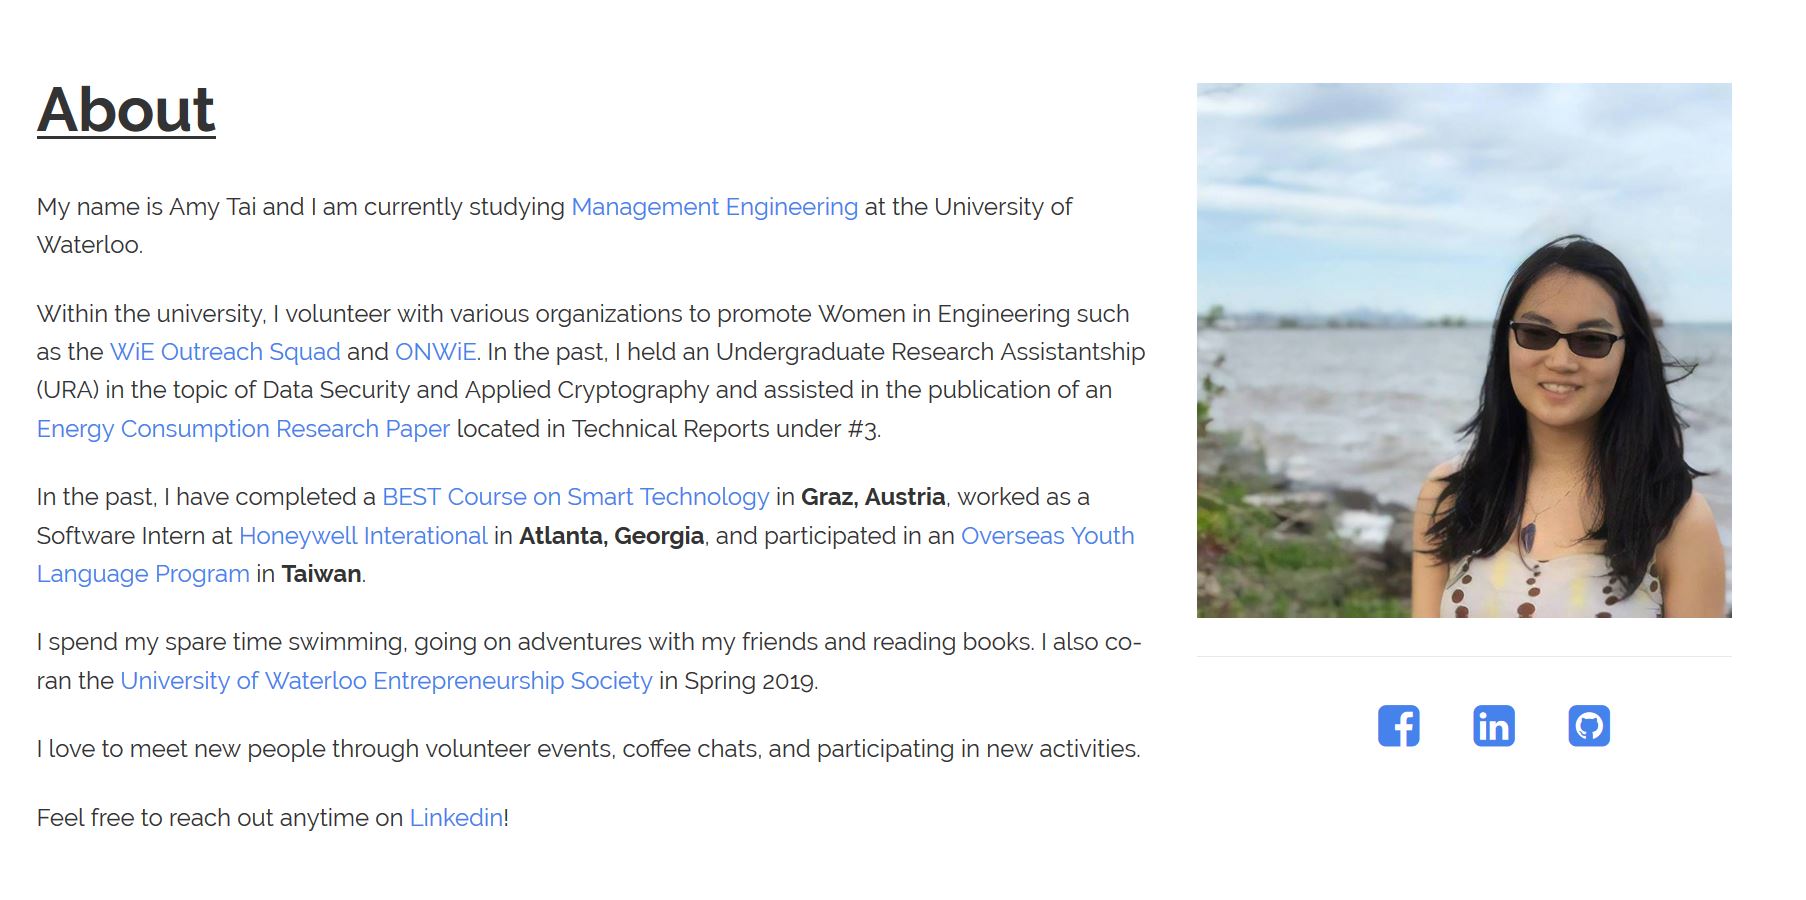 About
My name is Amy Tai and I am currently studying Management Engineering at the University of
Waterloo.
Within the university, I volunteer with various organizations to promote Women in Engineering such
as the WiE Outreach Squad and ONWiE. In the past, I held an Undergraduate Research Assistantship
(URA) in the topic of Data Security and Applied Cryptography and assisted in the publication of an
Energy Consumption Research Paper located in Technical Reports under #3.
In the past, I have completed a BEST Course on Smart Technology in Graz, Austria, worked as a
Software Intern at Honeywell Interational in Atlanta, Georgia, and participated in an Overseas Youth
Language Program in Taiwan.
I spend my spare time swimming, going on adventures with my friends and reading books. I also co-
ran the University of Waterloo Entrepreneurship Society in Spring 2019.
I love to meet new people through volunteer events, coffee chats, and participating in new activities.
Feel free to reach out anytime on Linkedin!
f
in